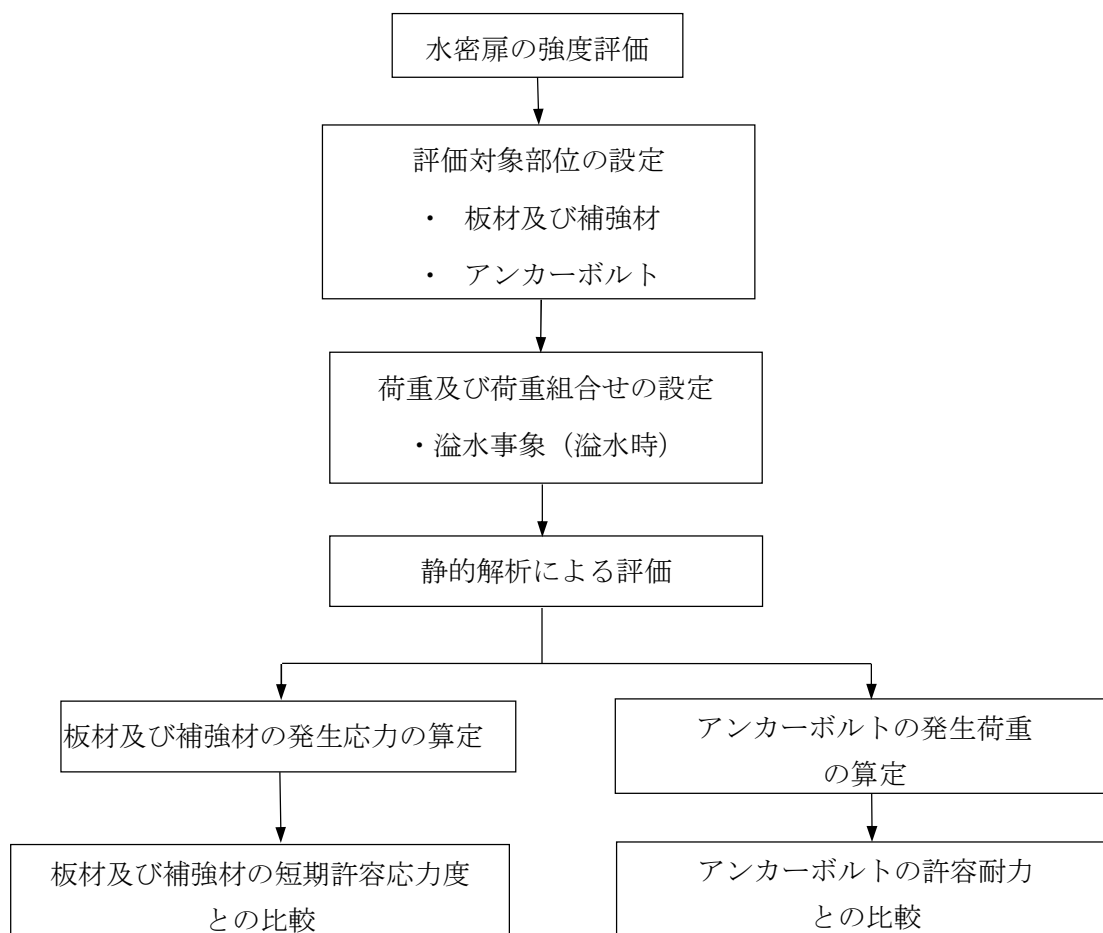 水密扉の強度評価
評価対象部位の設定
・ 板材及び補強材
・ アンカーボルト
荷重及び荷重組合せの設定
・溢水事象（溢水時）
静的解析による評価
板材及び補強材の発生応力の算定
アンカーボルトの発生荷重
の算定
板材及び補強材の短期許容応力度
との比較
アンカーボルトの許容耐力
との比較